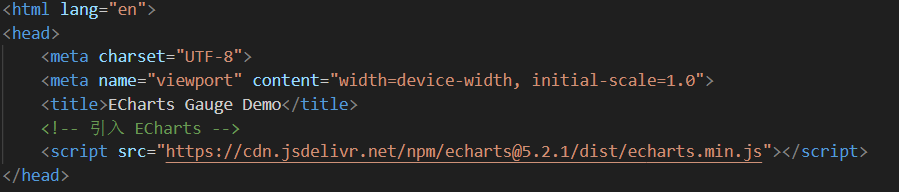 <html lang="en">
<head>
    <meta charset="UTF-8">
    <meta name="viewport" content="width=device-width, initial-scale=1.0">
    <title>ECharts Gauge Demo</title>
    <!-- 引入 ECharts -->
    <script src="https://cdn.jsdelivr.net/npm/echarts@5.2.1/dist/echarts.min.js"></script>
</head>